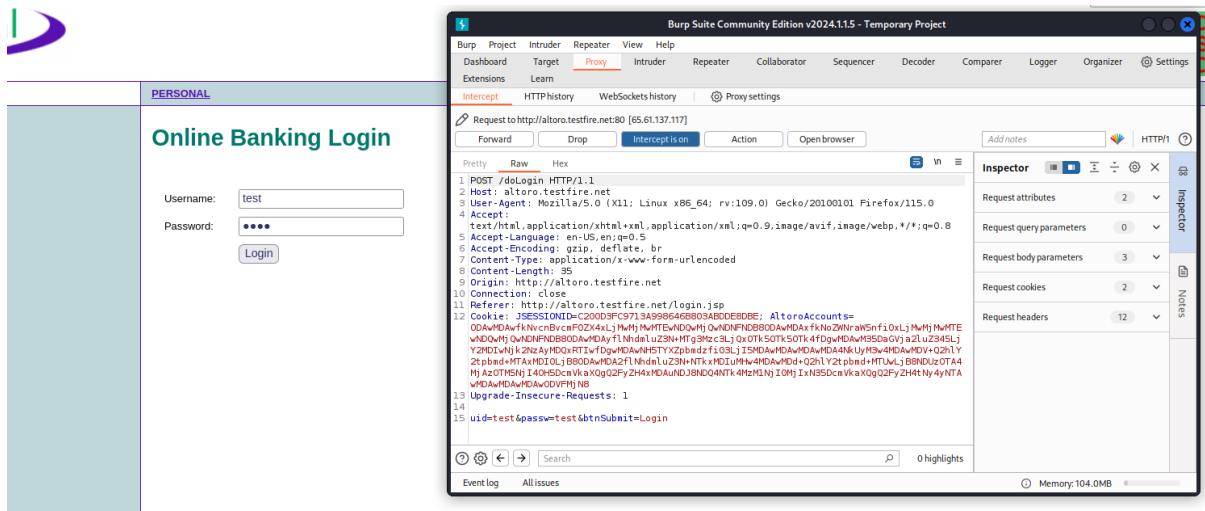 PERSONAL
Online Banking Login
Username:
test
Password:
Login
Burp Suite Community Edition v2024.1.1.5 - Temporary Project
Burp Project Intruder Repeater View Help
Dashboard Target Proxy Intruder Repeater Collaborator Sequencer Decoder Comparer Logger Organizer Settings
Extensions Learn
Intercept HTTP history WebSockets history Proxy settings
Request to http://altoro.testfire.net:80 [65.61.137.117]
Forward Drop Intercept is on Action Open browser Add notes HTTP/1
Pretty Raw Hex \n
1 POST /doLogin HTTP/1.1
2 Host: altoro.testfire.net
3 User-Agent: Mozilla/5.0 (X11; Linux x86_64; rv:109.0) Gecko/20100101 Firefox/115.0
4 Accept:
text/html,application/xhtml+xml,application/xml;q=0.9,image/avif,image/webp,*/*;q=0.8
5 Accept-Language: en-US,en;q=0.5
6 Accept-Encoding: gzip, deflate, br
7 Content-Type: application/x-www-form-urlencoded
8 Content-Length: 35
9 Origin: http://altoro.testfire.net
10 Connection: close
11 Referer: http://altoro.testfire.net/login.jsp
12 Cookie: JSESSIONID=C200D3FC9713A998646B803ABDDE8DBE; AltoroAccounts=
13 Upgrade-Insecure-Requests: 1
14
15 uid=test&passw=test&btnSubmit=Login
Inspector
Request attributes 2
Request query parameters 0
Request body parameters 3
Request cookies 2
Request headers 12
Inspector
Notes
Search
0 highlights
Event log All issues
Memory: 104.0MB